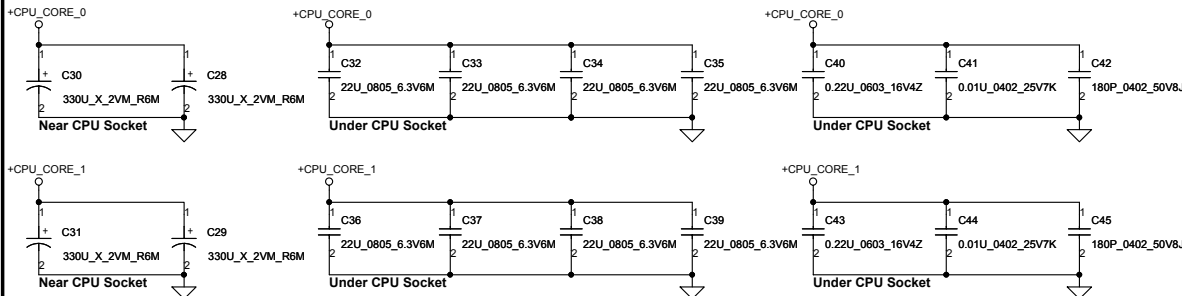 +CPU_CORE_0
1
+
C30
330U_X_2VM_R6M
2
1
+
C28
330U_X_2VM_R6M
2
Near CPU Socket
+CPU_CORE_0
1
C32
22U_0805_6.3V6M
2
1
C33
22U_0805_6.3V6M
2
1
C34
22U_0805_6.3V6M
2
1
C35
22U_0805_6.3V6M
2
Under CPU Socket
+CPU_CORE_0
1
C40
0.22U_0603_16V4Z
2
1
C41
0.01U_0402_25V7K
2
1
C42
180P_0402_50V8J
2
Under CPU Socket
+CPU_CORE_1
1
+
C31
330U_X_2VM_R6M
2
1
+
C29
330U_X_2VM_R6M
2
Near CPU Socket
+CPU_CORE_1
1
C36
22U_0805_6.3V6M
2
1
C37
22U_0805_6.3V6M
2
1
C38
22U_0805_6.3V6M
2
1
C39
22U_0805_6.3V6M
2
Under CPU Socket
+CPU_CORE_1
1
C43
0.22U_0603_16V4Z
2
1
C44
0.01U_0402_25V7K
2
1
C45
180P_0402_50V8J
2
Under CPU Socket